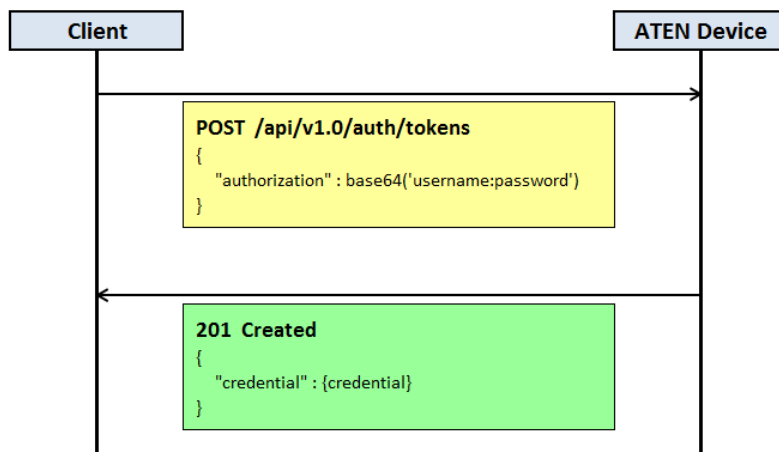 Client
ATEN Device
POST /api/v1.0/auth/tokens
{
"authorization" : base64('username:password')
}
201 Created
{
"credential" : {credential}
}